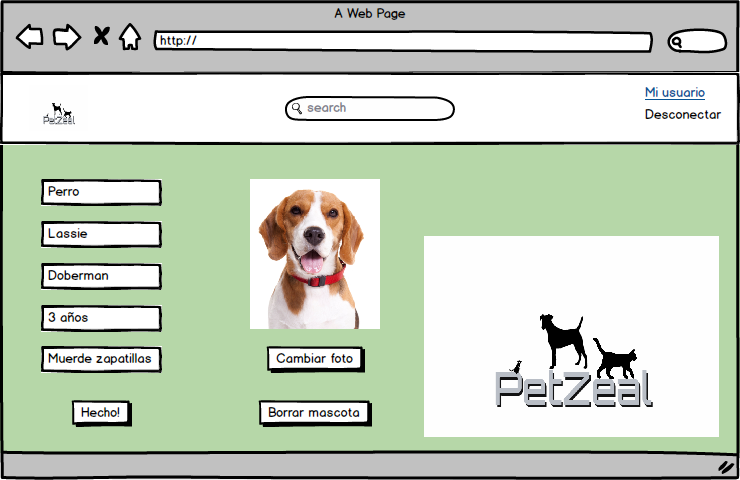 A Web Page
http://
PetZeal
search
Mi usuario
Desconectar
Perro
Lassie
Doberman
3 años
Muerde zapatillas
Hecho!
Cambiar foto
Borrar mascota
PetZeal